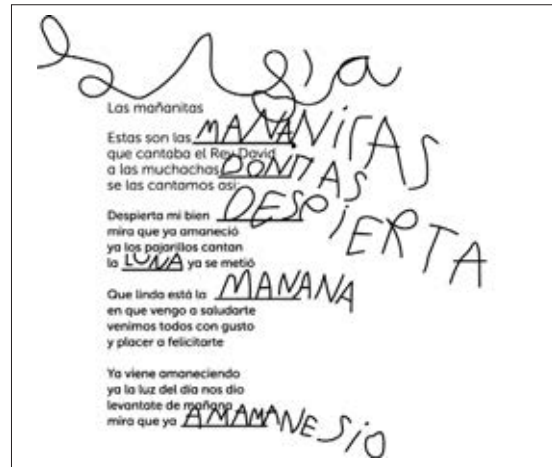 Las mañanitas
Estas son las MAÑANITAS
que cantaba el Rey David
a las muchachas BONITAS
se las cantamos así:
Despierta mi bien DESPIERTA
mira que ya amaneció
ya los pajarillos cantan
la LUNA ya se metió
Que linda está la MANANA
en que vengo a saludarte
venimos todos con gusto
y placer a felicitarte
Ya viene amaneciendo
ya la luz del día nos dio
levantate de mañana
mira que ya AMAMANESIO